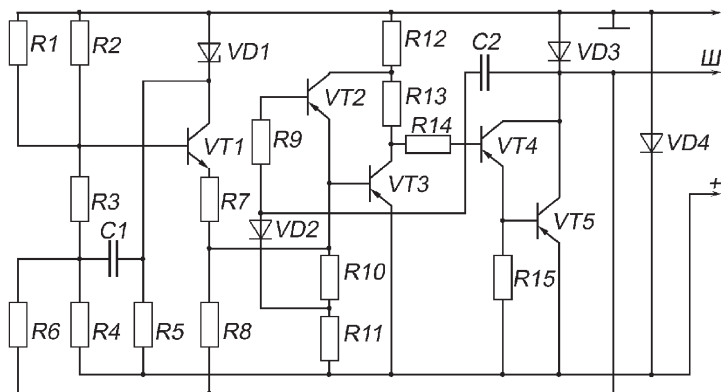 R1
R2
VD1
R12
C2
VD3
Ш
R13
VT2
R14
R9
VT1
VT4
VD4
VT3
+
R3
R7
VT5
C1
VD2
R10
R15
R6
R4
R5
R8
R11